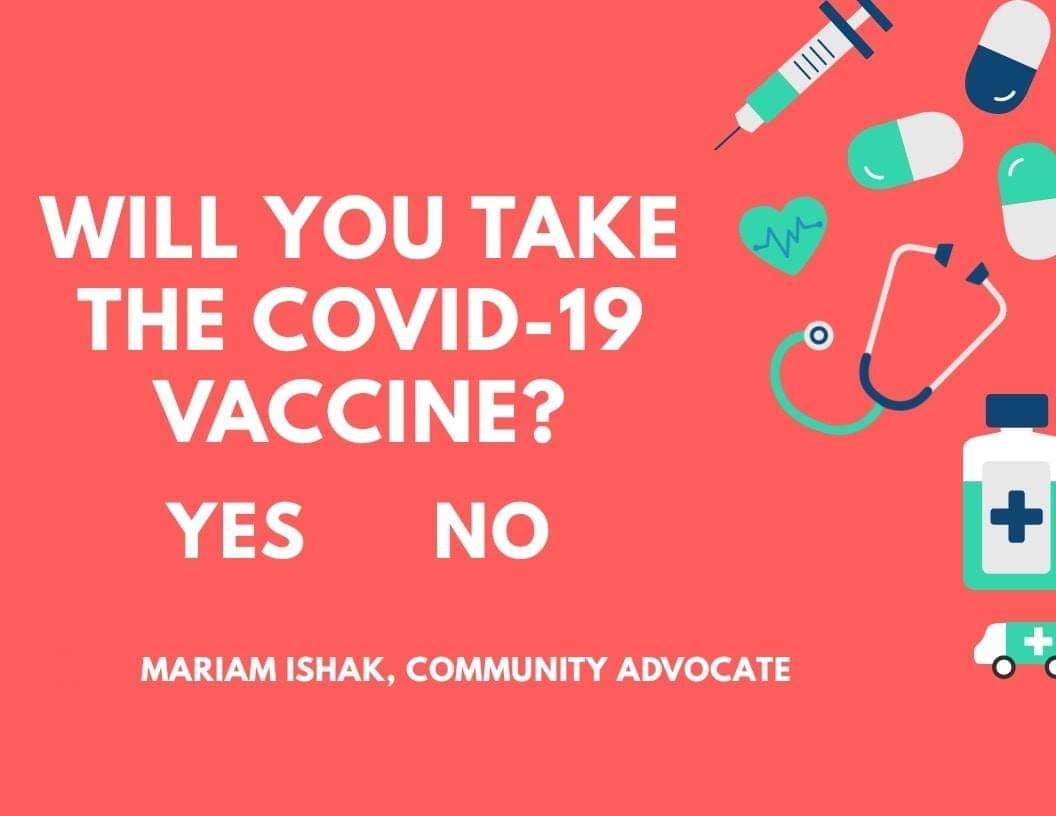 WILL YOU TAKE
THE COVID-19
VACCINE?
YES NO
MARIAM ISHAK, COMMUNITY ADVOCATE